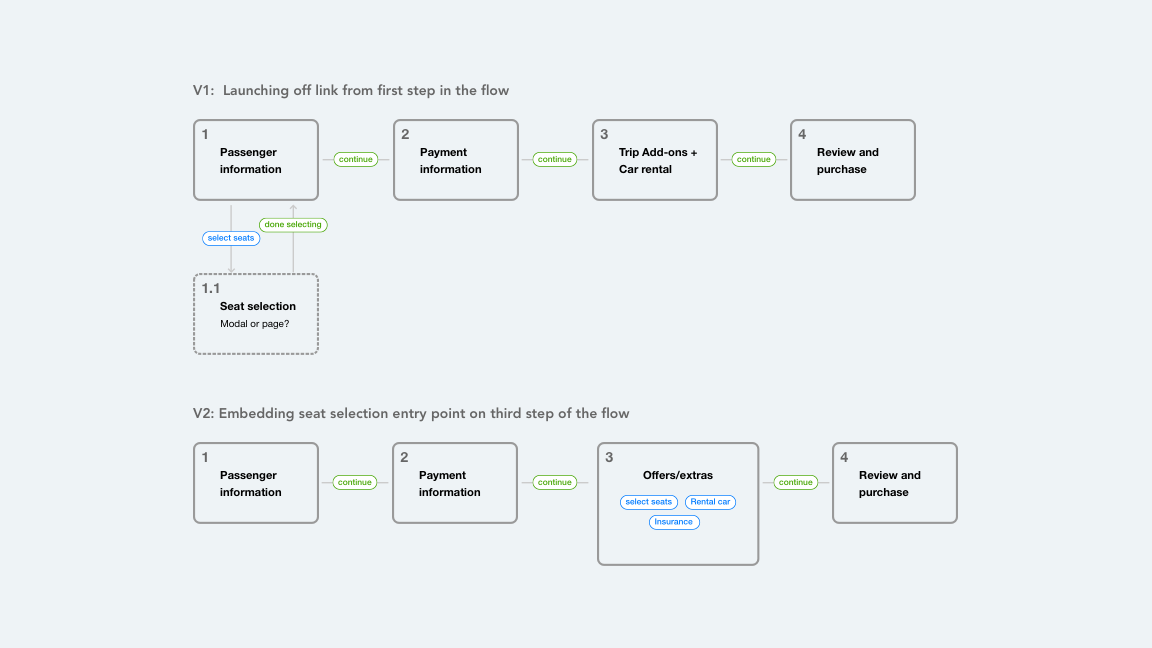 V1: Launching off link from first step in the flow
1
Passenger
information
continue
2
Payment
information
continue
3
Trip Add-ons +
Car rental
continue
4
Review and
purchase
select seats
done selecting
1.1
Seat selection
Modal or page?
V2: Embedding seat selection entry point on third step of the flow
1
Passenger
information
continue
2
Payment
information
continue
3
Offers/extras
select seats
Rental car
Insurance
continue
4
Review and
purchase